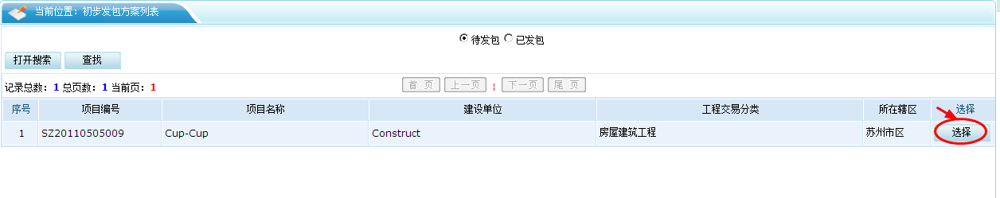 当前位置：初步发包方案列表
待发包 已发包
打开搜索 查找
记录总数：1 总页数：1 当前页：1 首 页 上一页 ¦ 下一页 尾 页
序号 项目编号 项目名称 建设单位 工程交易分类 所在辖区 选择
1 SZ20110505009 Cup-Cup Construct 房屋建筑工程 苏州市区 选择